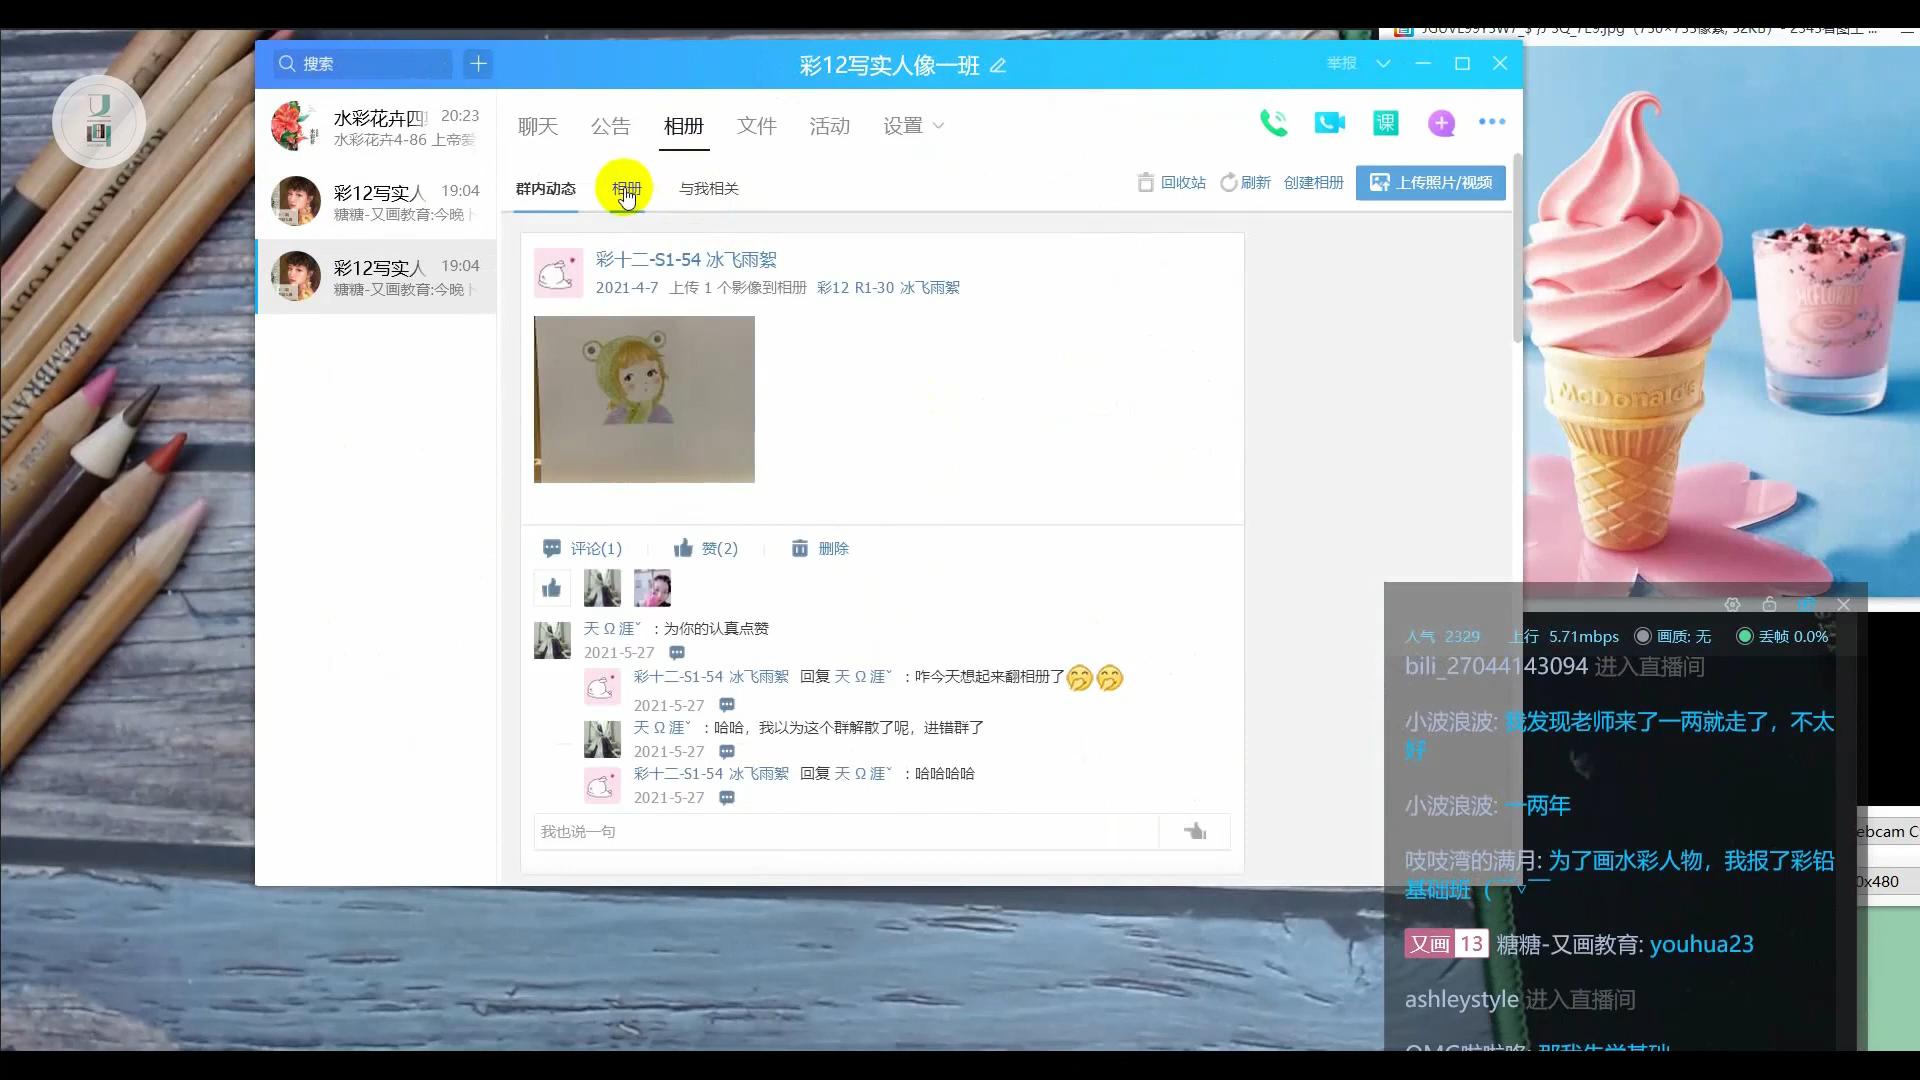 搜索
彩12写实人像一班
举报
水彩花卉四
20:23
水彩花卉4-86 上帝爱
彩12写实人
19:04
糖糖-又画教育:今晚
彩12写实人
19:04
糖糖-又画教育:今晚
聊天
公告
相册
文件
活动
设置
课
群内动态
相册
与我相关
回收站
刷新
创建相册
上传照片/视频
彩十二-S1-54 冰飞雨絮
2021-4-7 上传 1 个影像到相册 彩12 R1-30 冰飞雨絮
评论(1)
赞(2)
删除
天 Ω 涯ˇ ：为你的认真点赞
2021-5-27
彩十二-S1-54 冰飞雨絮 回复 天 Ω 涯ˇ ：咋今天想起来翻相册了
2021-5-27
天 Ω 涯ˇ ：哈哈，我以为这个群解散了呢，进错群了
2021-5-27
彩十二-S1-54 冰飞雨絮 回复 天 Ω 涯ˇ ：哈哈哈哈
2021-5-27
我也说一句
McDonald's
MCFLURRY
REMBRANDT
REMBRAN
人气 2329 上行 5.71mbps 画质: 无 丢帧 0.0%
bili_27044143094 进入直播间
小波浪波: 我发现老师来了一两就走了，不太
好
小波浪波: 一两年
吱吱湾的满月: 为了画水彩人物，我报了彩铅
基础班（￣▽￣
又画 13 糖糖-又画教育: youhua23
ashleystyle 进入直播间
ebcam C
0x480